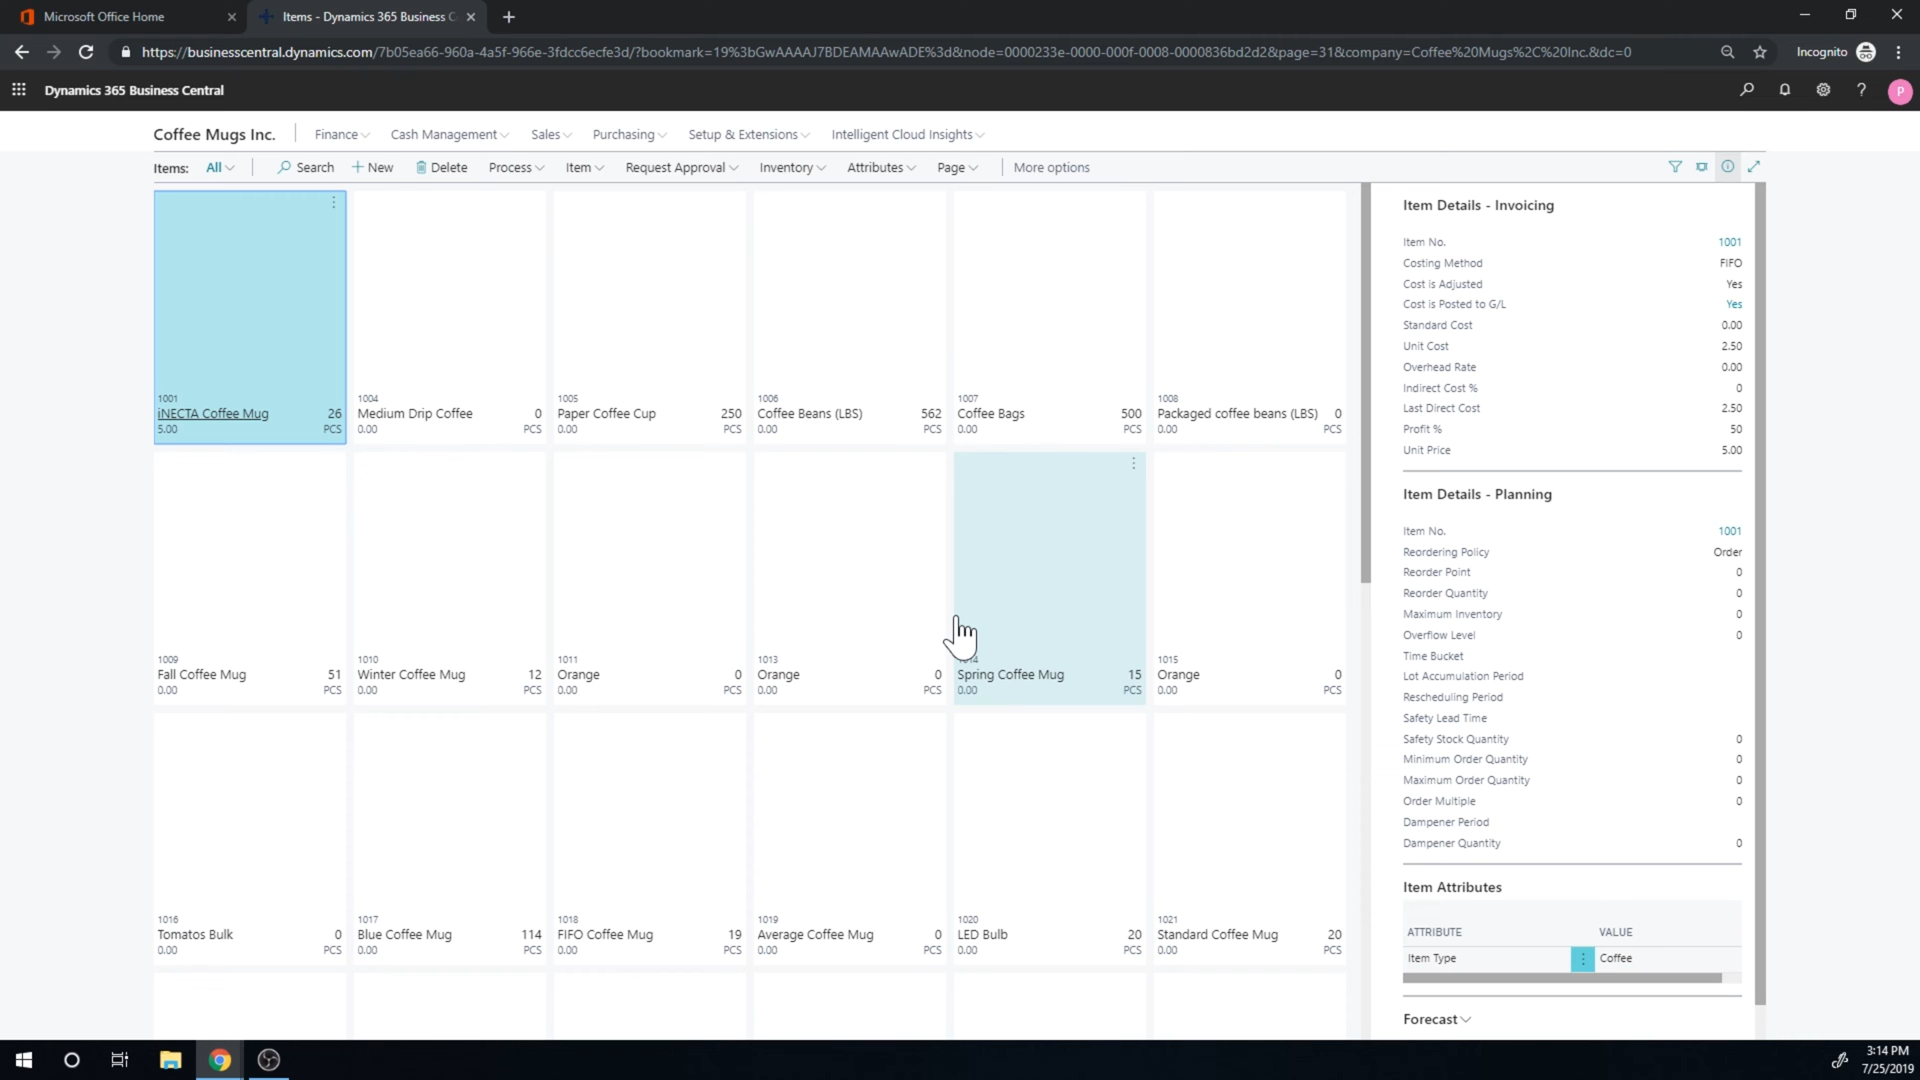 Microsoft Office Home
Items - Dynamics 365 Business C
https://businesscentral.dynamics.com/7b05ea66-960a-4a5f-966e-3fdcc6ecfe3d/?bookmark=19%3bGwAAAAJ7BDEAMAAwADE%3d&node=0000233e-0000-000f-0008-0000836bd2d2&page=31&company=Coffee%20Mugs%2C%20Inc.&dc=0
Incognito
Dynamics 365 Business Central
P
Coffee Mugs Inc.
Finance
Cash Management
Sales
Purchasing
Setup & Extensions
Intelligent Cloud Insights
Items:
All
Search
New
Delete
Process
Item
Request Approval
Inventory
Attributes
Page
More options
1001
iNECTA Coffee Mug 26
5.00 PCS
1004
Medium Drip Coffee 0
0.00 PCS
1005
Paper Coffee Cup 250
0.00 PCS
1006
Coffee Beans (LBS) 562
0.00 PCS
1007
Coffee Bags 500
0.00 PCS
1008
Packaged coffee beans (LBS) 0
0.00 PCS
1009
Fall Coffee Mug 51
0.00 PCS
1010
Winter Coffee Mug 12
0.00 PCS
1011
Orange 0
0.00 PCS
1013
Orange 0
0.00 PCS
Spring Coffee Mug 15
0.00 PCS
1015
Orange 0
0.00 PCS
1016
Tomatos Bulk 0
0.00 PCS
1017
Blue Coffee Mug 114
0.00 PCS
1018
FIFO Coffee Mug 19
0.00 PCS
1019
Average Coffee Mug 0
0.00 PCS
1020
LED Bulb 20
0.00 PCS
1021
Standard Coffee Mug 20
0.00 PCS
Item Details - Invoicing
Item No. 1001
Costing Method FIFO
Cost is Adjusted Yes
Cost is Posted to G/L Yes
Standard Cost 0.00
Unit Cost 2.50
Overhead Rate 0.00
Indirect Cost % 0
Last Direct Cost 2.50
Profit % 50
Unit Price 5.00
Item Details - Planning
Item No. 1001
Reordering Policy Order
Reorder Point 0
Reorder Quantity 0
Maximum Inventory 0
Overflow Level 0
Time Bucket
Lot Accumulation Period
Rescheduling Period
Safety Lead Time
Safety Stock Quantity 0
Minimum Order Quantity 0
Maximum Order Quantity 0
Order Multiple 0
Dampener Period
Dampener Quantity 0
Item Attributes
ATTRIBUTE VALUE
Item Type Coffee
Forecast
3:14 PM
7/25/2019